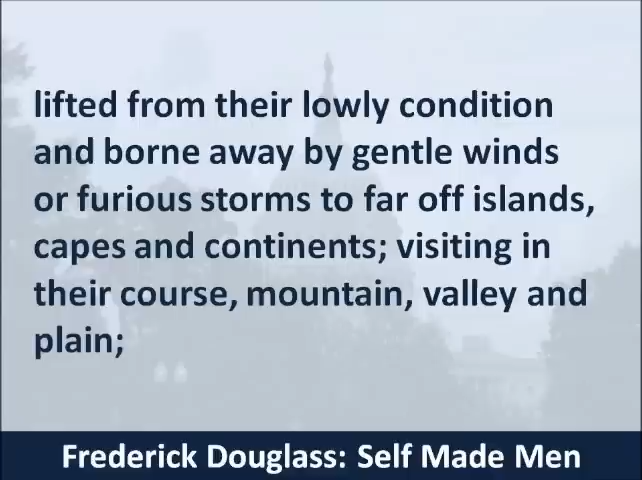 lifted from their lowly condition
and borne away by gentle winds
or furious storms to far off islands,
capes and continents; visiting in
their course, mountain, valley and
plain;
Frederick Douglass: Self Made Men